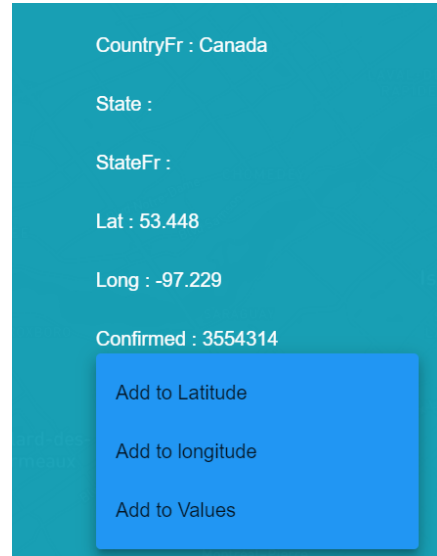 CountryFr : Canada
State :
StateFr :
Lat : 53.448
Long : -97.229
Confirmed : 3554314
Add to Latitude
Add to longitude
Add to Values